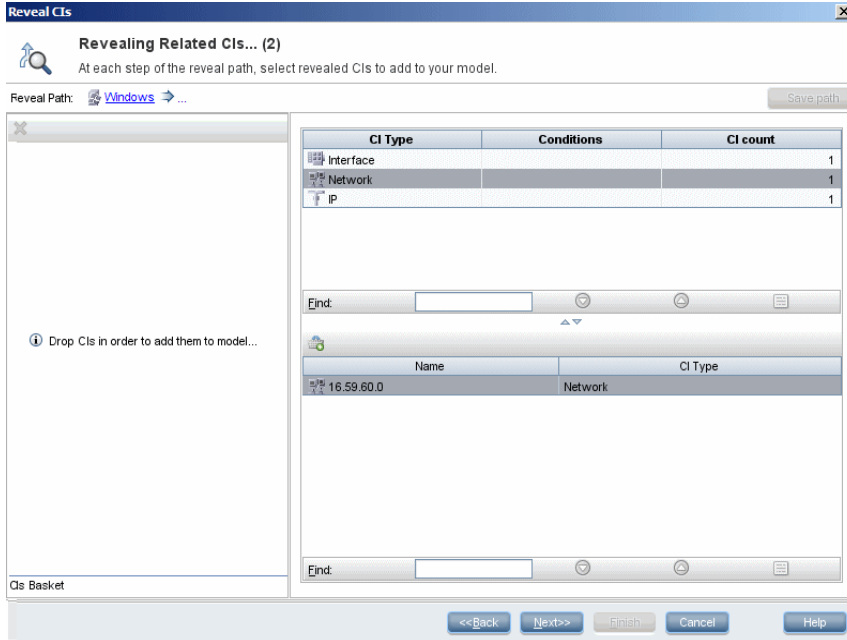 Reveal CIs
Revealing Related CIs... (2)
At each step of the reveal path, select revealed CIs to add to your model.
Reveal Path: Windows ...
Save path
CI Type Conditions CI count
Interface 1
Network 1
IP 1
Find:
Drop CIs in order to add them to model...
Name CI Type
16.59.60.0 Network
Find:
CIs Basket
<<Back Next>> Finish Cancel Help